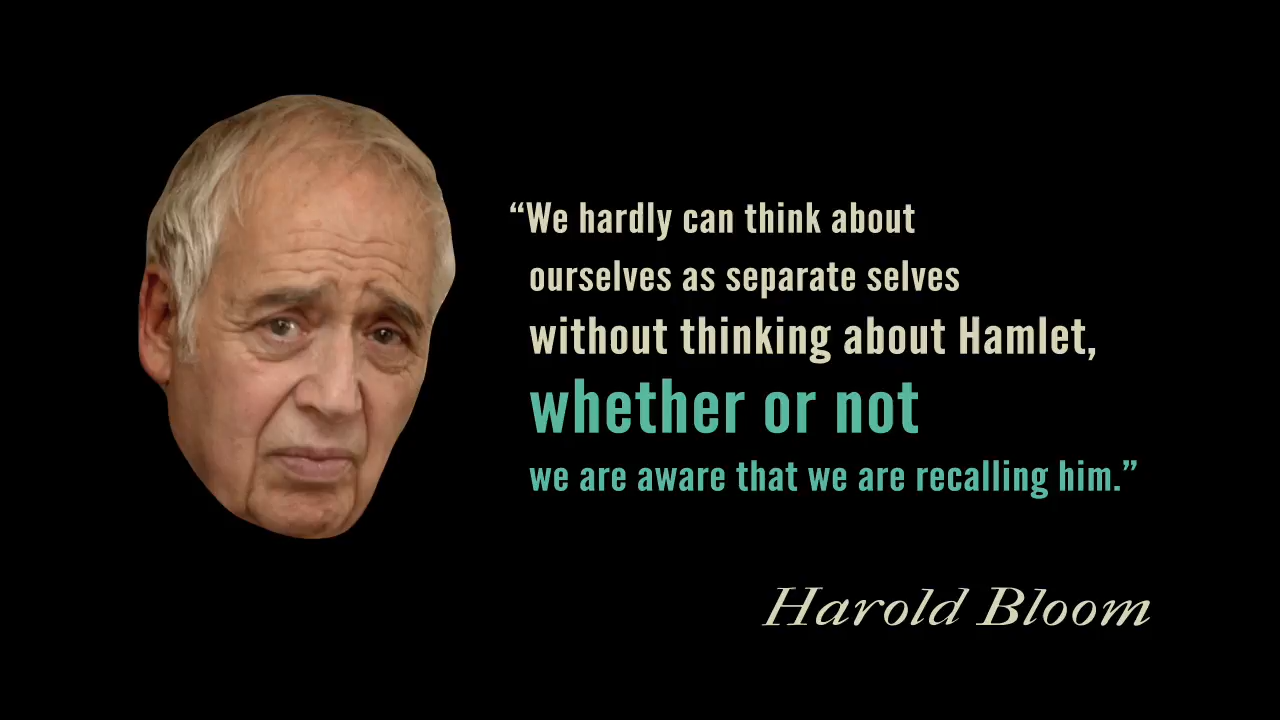 “We hardly can think about
ourselves as separate selves
without thinking about Hamlet,
whether or not
we are aware that we are recalling him.”
Harold Bloom